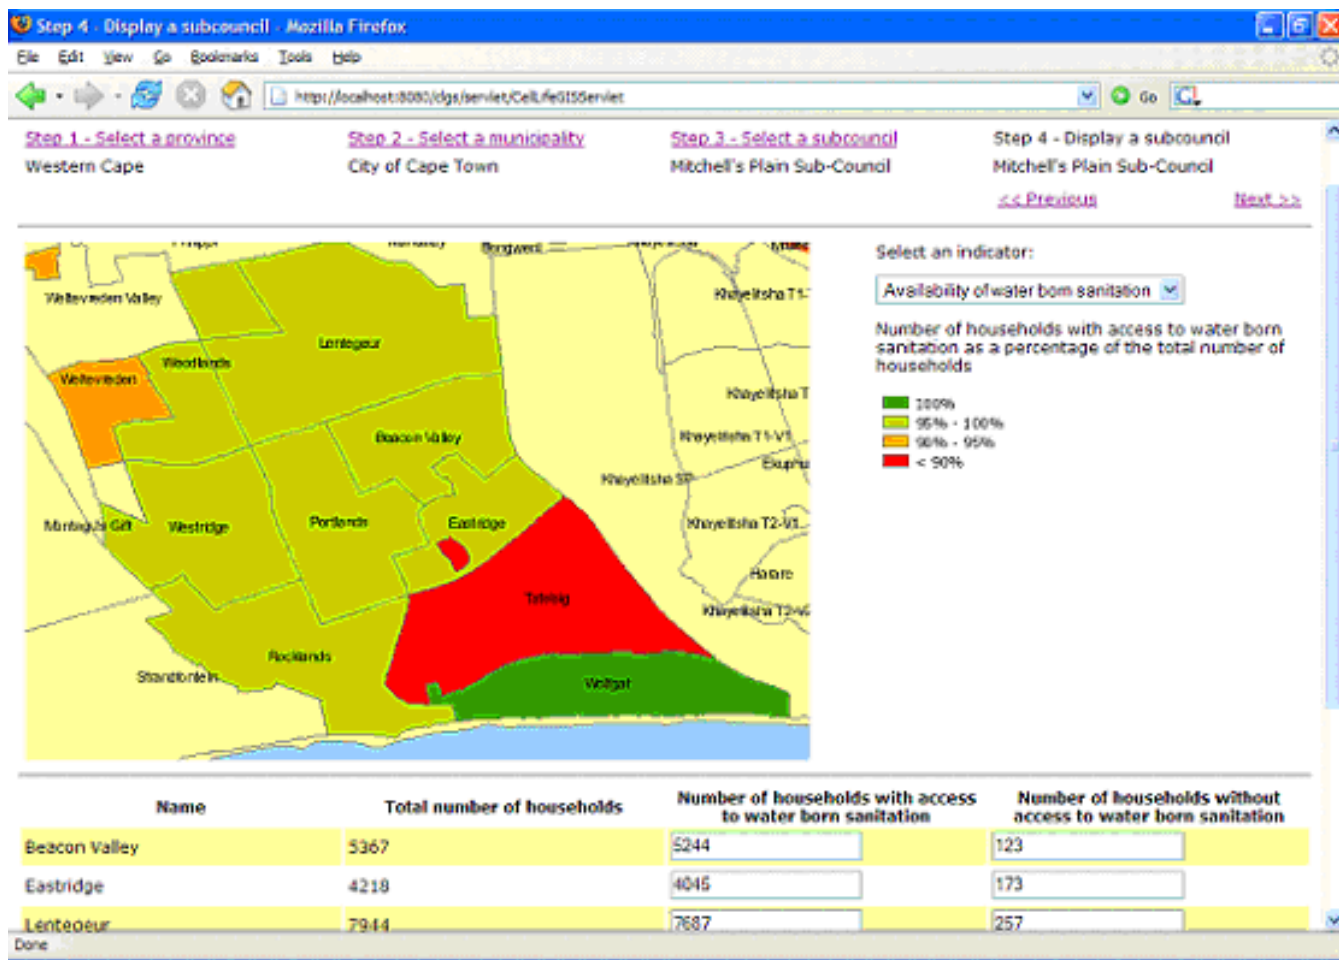 Step 4 - Display a subcouncil - Mozilla Firefox
File Edit View Go Bookmarks Tools Help
http://localhost:8080/clgs/servlet/CellLifeGISServlet Go
Step 1 - Select a province Step 2 - Select a municipality Step 3 - Select a subcouncil Step 4 - Display a subcouncil
Western Cape City of Cape Town Mitchell's Plain Sub-Council Mitchell's Plain Sub-Council
<< Previous Next >>
Select an indicator:
Availability of water born sanitation
Number of households with access to water born
sanitation as a percentage of the total number of
households
100%
95% - 100%
90% - 95%
< 90%
Weltevreden Valley
Khayelitsha T1-
Lentegeur
Woodlands
Weltevreden
Khayelitsha T
Beacon Valley
Khayelitsha T1-V1
Khayelitsha SP
Westridge
Portlands
Eastridge
Khayelitsha T2-V1
Harare
Tafelsig
Khayelitsha T2-V
Rocklands
Strandfontein
Wolfgat
Name Total number of households Number of households with access Number of households without
to water born sanitation access to water born sanitation
Beacon Valley 5367 5244 123
Eastridge 4218 4045 173
Lentegeur 7944 7687 257
Done